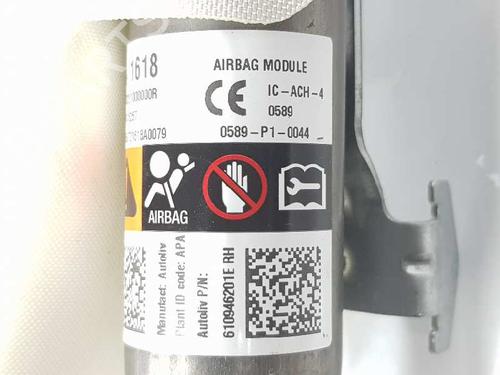 1618
AIRBAG MODULE
IC-ACH-4
CE
0589
0589-P1-0044
AIRBAG
Manufact: Autoliv
Plant ID code: APA
Autoliv P/N:
610946201E RH